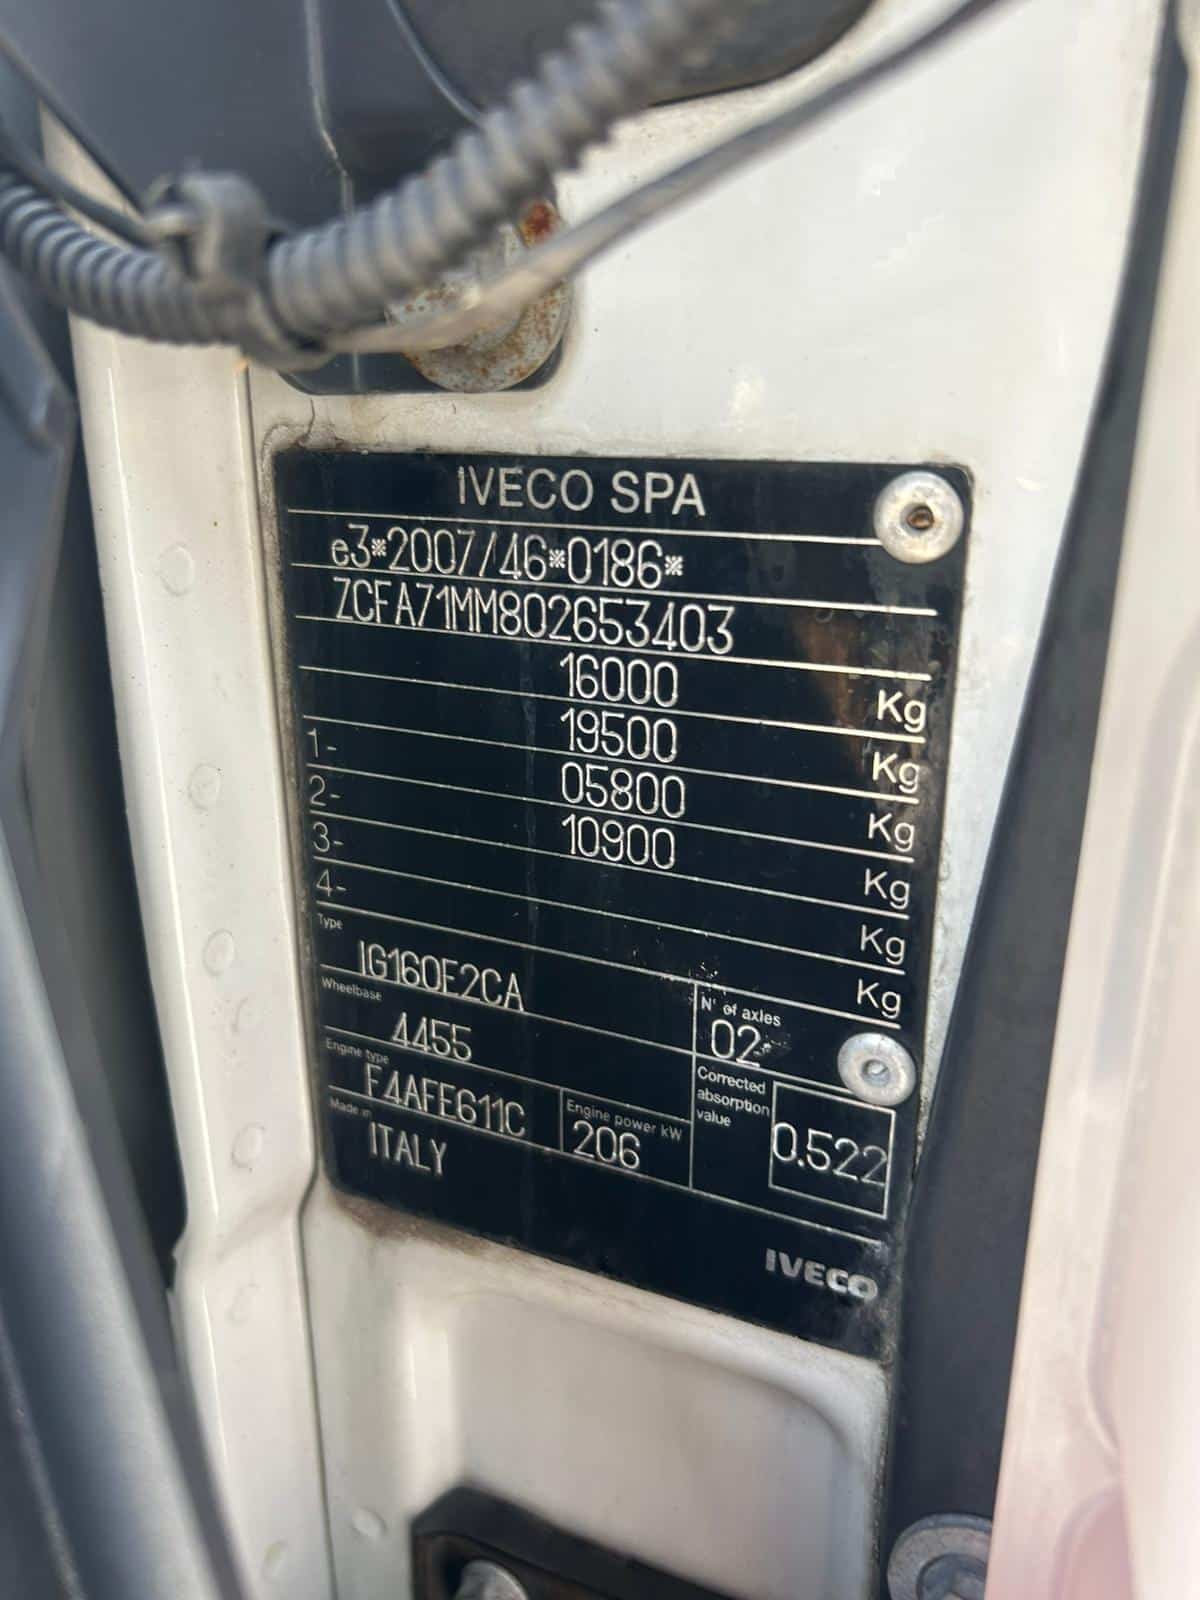 IVECO SPA
e3*2007/46*0186*
ZCFA71MM802653403
16000 Kg
19500 Kg
1- 05800 Kg
2- 10900 Kg
3- Kg
4- Kg
Type
IG160E2CA
N° of axles
02
Wheelbase
4455
Engine type
F4AFE611C
Engine power kW
206
Corrected
absorption
value
0.522
Made in
ITALY
IVECO